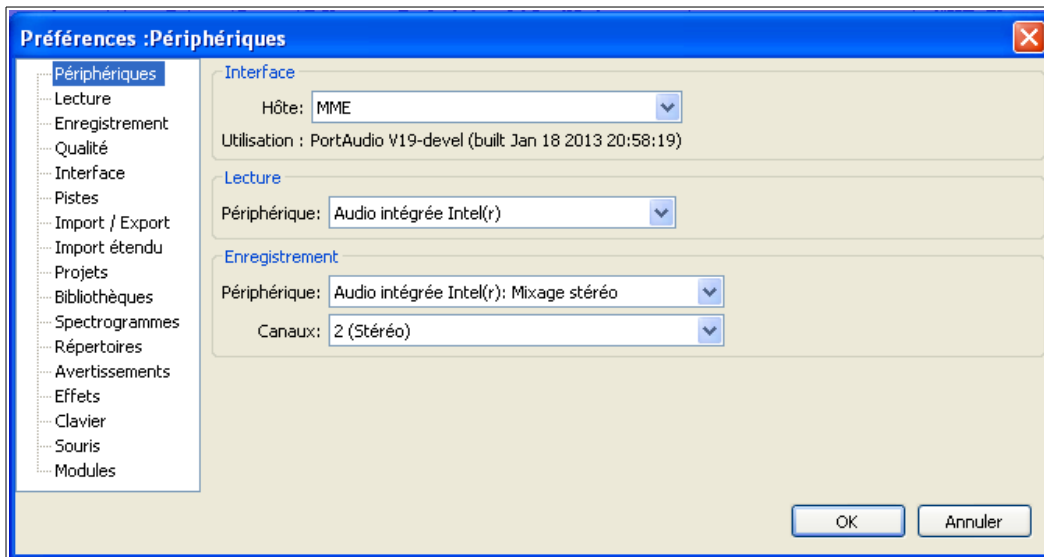 Préférences :Périphériques
Périphériques
Lecture
Enregistrement
Qualité
Interface
Pistes
Import / Export
Import étendu
Projets
Bibliothèques
Spectrogrammes
Répertoires
Avertissements
Effets
Clavier
Souris
Modules
Interface
Hôte: MME
Utilisation : PortAudio V19-devel (built Jan 18 2013 20:58:19)
Lecture
Périphérique: Audio intégrée Intel(r)
Enregistrement
Périphérique: Audio intégrée Intel(r): Mixage stéréo
Canaux: 2 (Stéréo)
OK Annuler